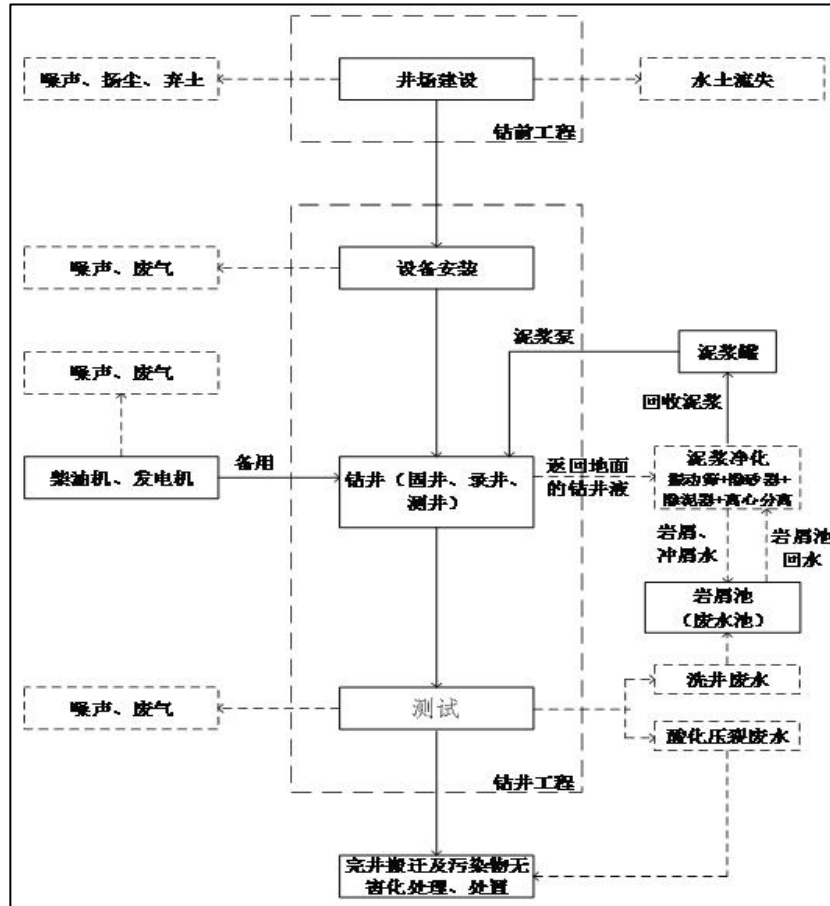 噪声、扬尘、弃土
井场建设
水土流失
钻前工程
噪声、废气
设备安装
泥浆泵
泥浆罐
噪声、废气
回收泥浆
柴油机、发电机
备用
钻井（固井、录井、
测井）
返回地面
的钻井液
泥浆净化
振动筛+除砂器+
除泥器+离心分离
岩屑、
冲屑水
岩屑池
回水
岩屑池
（废水池）
噪声、废气
测试
洗井废水
酸化压裂废水
钻井工程
完井搬迁及污染物无
害化处理、处置